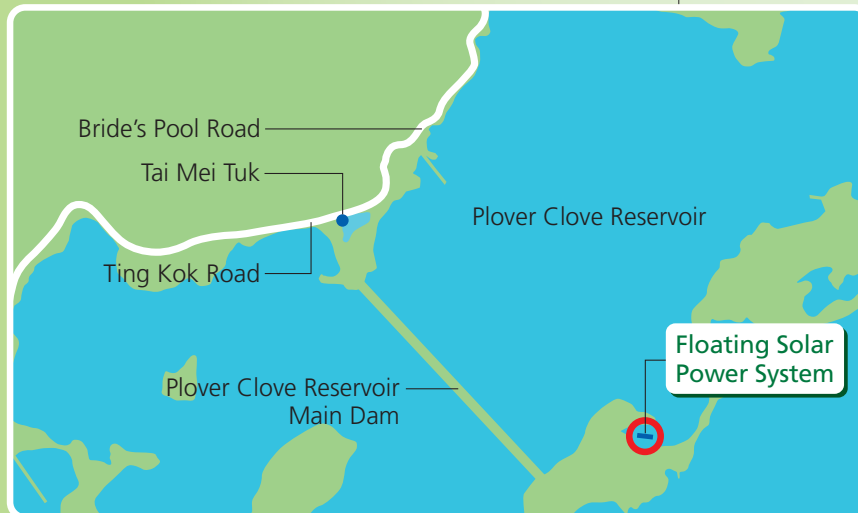 Bride's Pool Road
Tai Mei Tuk
Plover Clove Reservoir
Ting Kok Road
Floating Solar
Power System
Plover Clove Reservoir
Main Dam